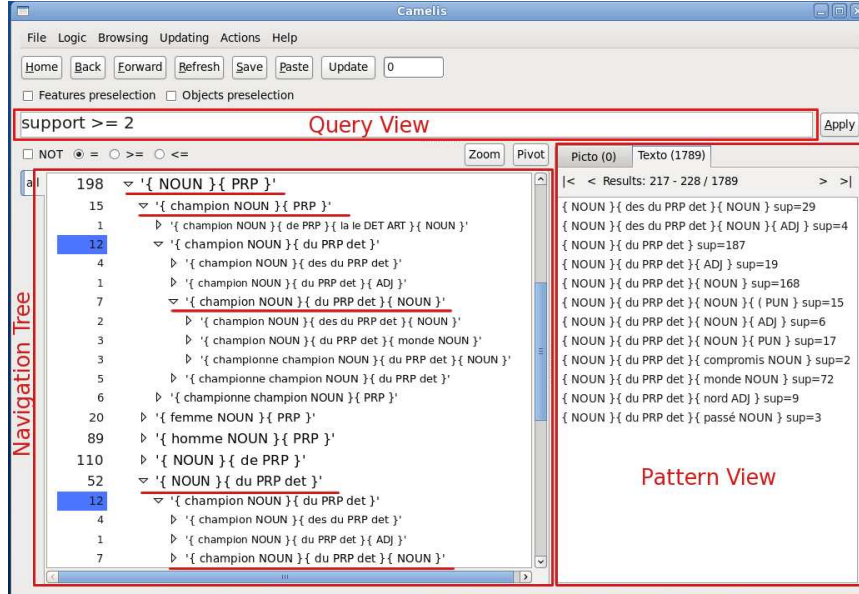 Camelis
File Logic Browsing Updating Actions Help
Home Back Forward Refresh Save Paste Update 0
Features preselection Objects preselection
support >= 2 Query View Apply
NOT = >= <= Zoom Pivot
Picto (0) Texto (1789)
|< < Results: 217 - 228 / 1789 > >|
Navigation Tree
198 '{ NOUN }{ PRP }'
15 '{ champion NOUN }{ PRP }'
1 '{ champion NOUN }{ de PRP }{ la le DET ART }{ NOUN }'
12 '{ champion NOUN }{ du PRP det }'
4 '{ champion NOUN }{ des du PRP det }'
1 '{ champion NOUN }{ du PRP det }{ ADJ }'
7 '{ champion NOUN }{ du PRP det }{ NOUN }'
2 '{ champion NOUN }{ des du PRP det }{ NOUN }'
3 '{ champion NOUN }{ du PRP det }{ monde NOUN }'
3 '{ championne champion NOUN }{ du PRP det }{ NOUN }'
5 '{ championne champion NOUN }{ du PRP det }'
6 '{ championne champion NOUN }{ PRP }'
20 '{ femme NOUN }{ PRP }'
89 '{ homme NOUN }{ PRP }'
110 '{ NOUN }{ de PRP }'
52 '{ NOUN }{ du PRP det }'
12 '{ champion NOUN }{ du PRP det }'
4 '{ champion NOUN }{ des du PRP det }'
1 '{ champion NOUN }{ du PRP det }{ ADJ }'
7 '{ champion NOUN }{ du PRP det }{ NOUN }'
{ NOUN }{ des du PRP det }{ NOUN } sup=29
{ NOUN }{ des du PRP det }{ NOUN }{ ADJ } sup=4
{ NOUN }{ du PRP det } sup=187
{ NOUN }{ du PRP det }{ ADJ } sup=19
{ NOUN }{ du PRP det }{ NOUN } sup=168
{ NOUN }{ du PRP det }{ NOUN }{ ( PUN } sup=15
{ NOUN }{ du PRP det }{ NOUN }{ ADJ } sup=6
{ NOUN }{ du PRP det }{ NOUN }{ PUN } sup=17
{ NOUN }{ du PRP det }{ compromis NOUN } sup=2
{ NOUN }{ du PRP det }{ monde NOUN } sup=72
{ NOUN }{ du PRP det }{ nord ADJ } sup=9
{ NOUN }{ du PRP det }{ passé NOUN } sup=3
Pattern View